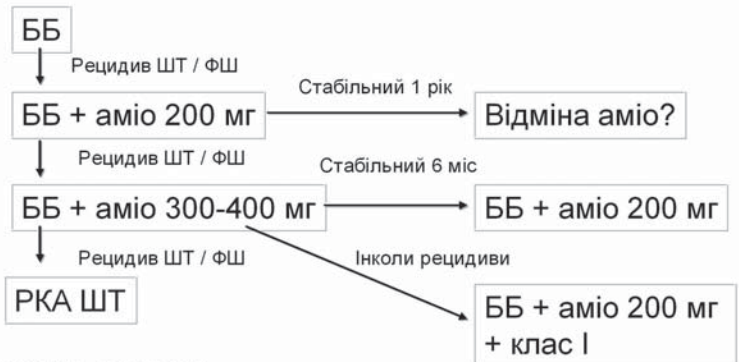 ББ
Рецидив ШТ / ФШ
Стабільний 1 рік
ББ + аміо 200 мг
Відміна аміо?
Рецидив ШТ / ФШ
Стабільний 6 міс
ББ + аміо 300-400 мг
ББ + аміо 200 мг
Рецидив ШТ / ФШ
Інколи рецидиви
РКА ШТ
ББ + аміо 200 мг
+ клас I